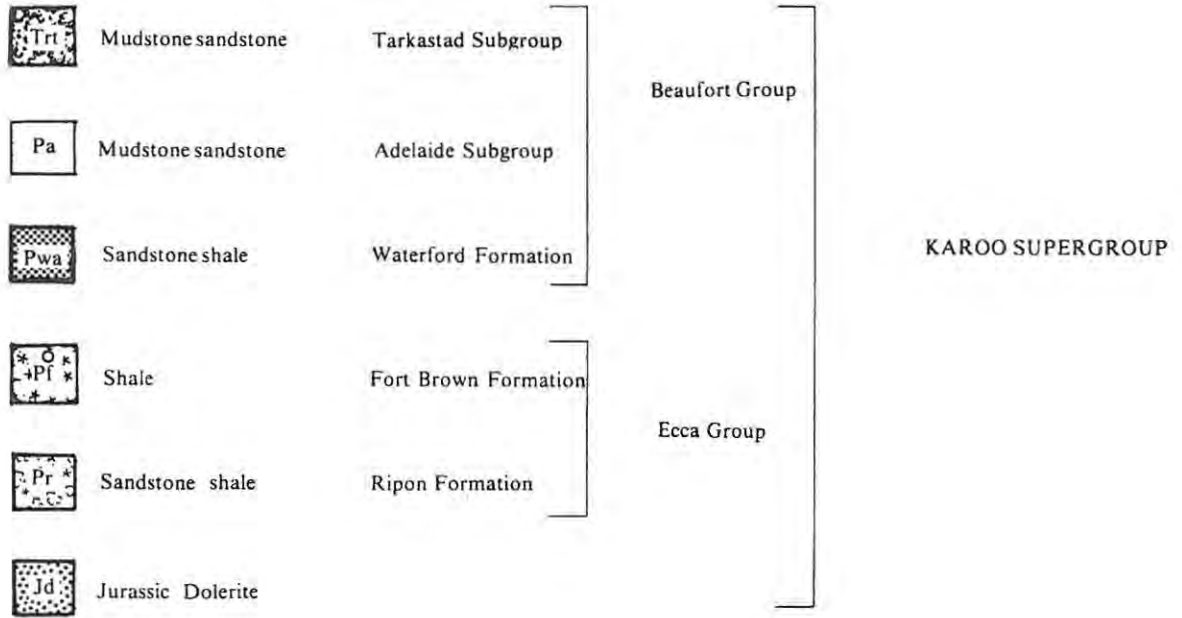 Trt Mudstone sandstone Tarkastad Subgroup
Beaufort Group
Pa Mudstone sandstone Adelaide Subgroup
Pwa Sandstone shale Waterford Formation
KAROO SUPERGROUP
Pf Shale Fort Brown Formation
Ecca Group
Pr Sandstone shale Ripon Formation
Jd Jurassic Dolerite